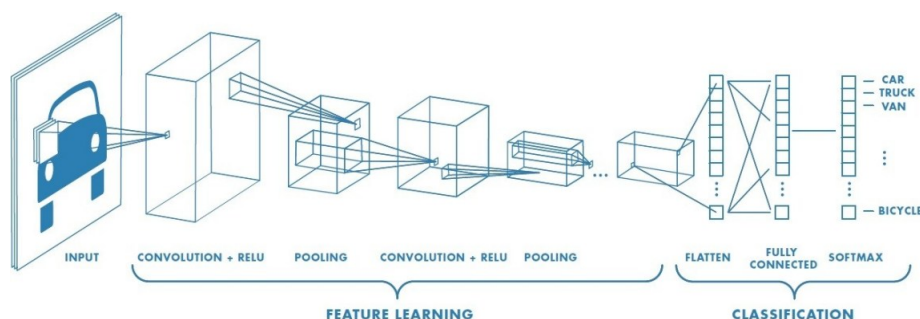 CAR
TRUCK
VAN
BICYCLE
INPUT
CONVOLUTION + RELU
POOLING
CONVOLUTION + RELU
POOLING
FLATTEN
FULLY
CONNECTED
SOFTMAX
FEATURE LEARNING
CLASSIFICATION